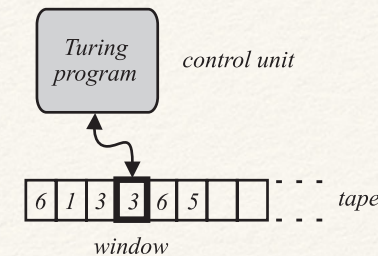 Turing
program
control unit
6 1 3 3 6 5
tape
window